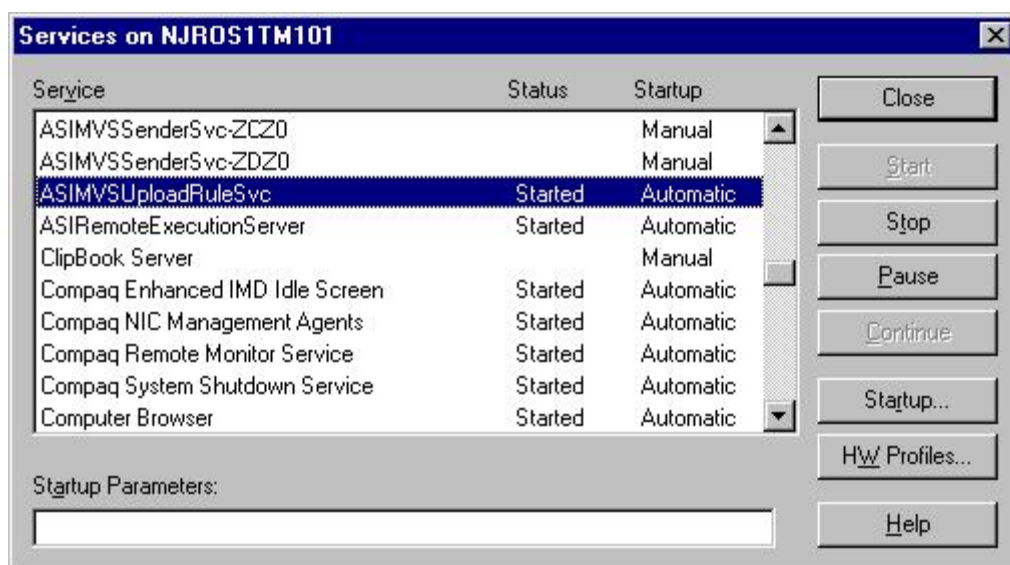 Services on NJROS1TM101
Service Status Startup
ASIMVSSenderSvc-ZCZ0 Manual
ASIMVSSenderSvc-ZDZ0 Manual
ASIMVSUploadRuleSvc Started Automatic
ASIRemoteExecutionServer Started Automatic
ClipBook Server Manual
Compaq Enhanced IMD Idle Screen Started Automatic
Compaq NIC Management Agents Started Automatic
Compaq Remote Monitor Service Started Automatic
Compaq System Shutdown Service Started Automatic
Computer Browser Started Automatic
Close
Start
Stop
Pause
Continue
Startup...
HW Profiles...
Help
Startup Parameters: